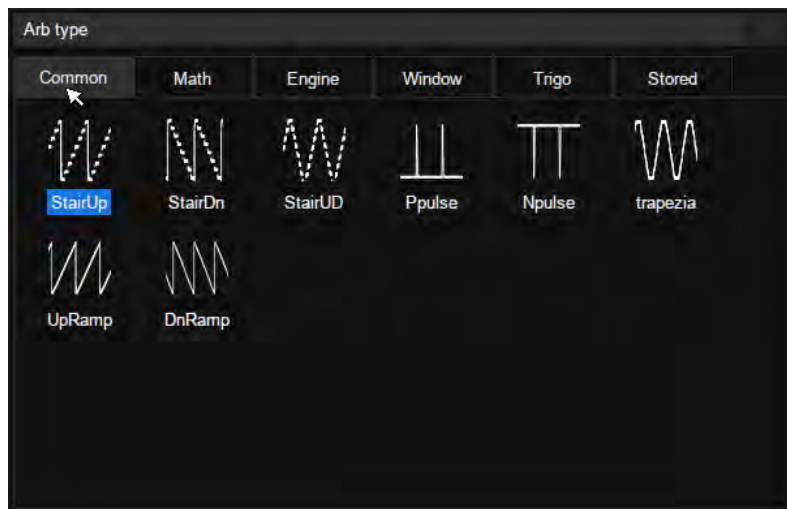 Arb type
Common Math Engine Window Trigo Stored
StairUp StairDn StairUD Ppulse Npulse trapezia
UpRamp DnRamp